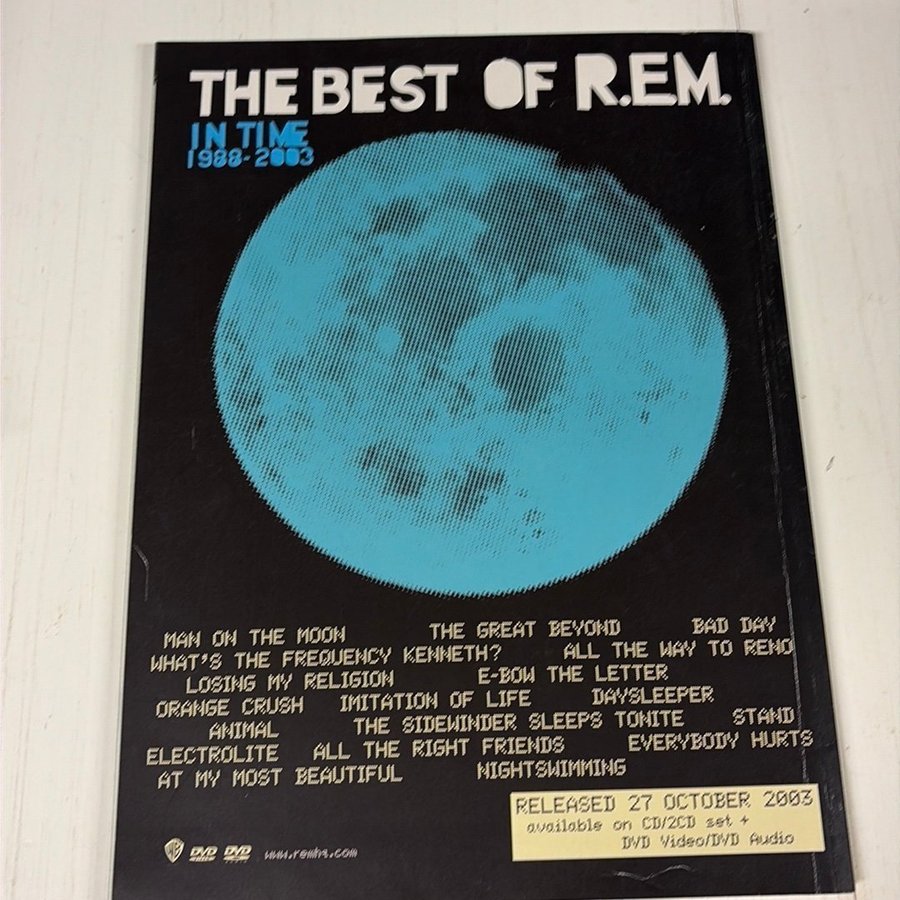 THE BEST OF R.E.M.
IN TIME
1988-2003
MAN ON THE MOON THE GREAT BEYOND BAD DAY
WHAT'S THE FREQUENCY KENNETH? ALL THE WAY TO RENO
LOSING MY RELIGION E-BOW THE LETTER
ORANGE CRUSH IMITATION OF LIFE DAYSLEEPER
ANIMAL THE SIDEWINDER SLEEPS TONITE STAND
ELECTROLITE ALL THE RIGHT FRIENDS EVERYBODY HURTS
AT MY MOST BEAUTIFUL NIGHTSWIMMING
RELEASED 27 OCTOBER 2003
available on CD/2CD set +
DVD Video/DVD Audio
WB DVD DVD www.remhq.com